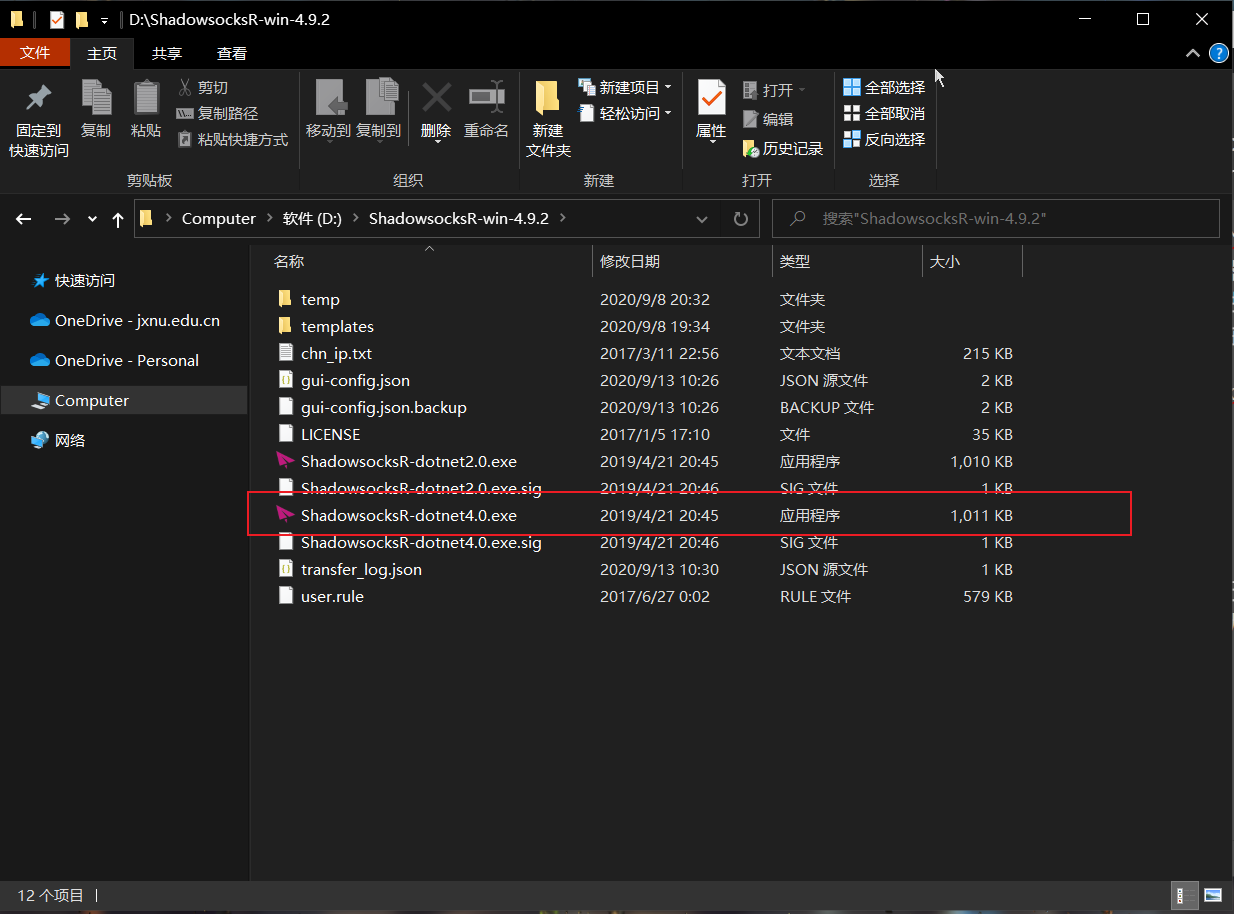 D:\ShadowsocksR-win-4.9.2
文件 主页 共享 查看
固定到快速访问 复制 粘贴 剪切 复制路径 粘贴快捷方式
移动到 复制到 删除 重命名
新建文件夹 新建项目 轻松访问
属性 打开 编辑 历史记录
全部选择 全部取消 反向选择
剪贴板 组织 新建 打开 选择
Computer 软件 (D:) ShadowsocksR-win-4.9.2 搜索"ShadowsocksR-win-4.9.2"
快速访问
OneDrive - jxnu.edu.cn
OneDrive - Personal
Computer
网络
名称 修改日期 类型 大小
temp 2020/9/8 20:32 文件夹
templates 2020/9/8 19:34 文件夹
chn_ip.txt 2017/3/11 22:56 文本文档 215 KB
gui-config.json 2020/9/13 10:26 JSON 源文件 2 KB
gui-config.json.backup 2020/9/13 10:26 BACKUP 文件 2 KB
LICENSE 2017/1/5 17:10 文件 35 KB
ShadowsocksR-dotnet2.0.exe 2019/4/21 20:45 应用程序 1,010 KB
ShadowsocksR-dotnet2.0.exe.sig 2019/4/21 20:46 SIG 文件 1 KB
ShadowsocksR-dotnet4.0.exe 2019/4/21 20:45 应用程序 1,011 KB
ShadowsocksR-dotnet4.0.exe.sig 2019/4/21 20:46 SIG 文件 1 KB
transfer_log.json 2020/9/13 10:30 JSON 源文件 1 KB
user.rule 2017/6/27 0:02 RULE 文件 579 KB
12 个项目